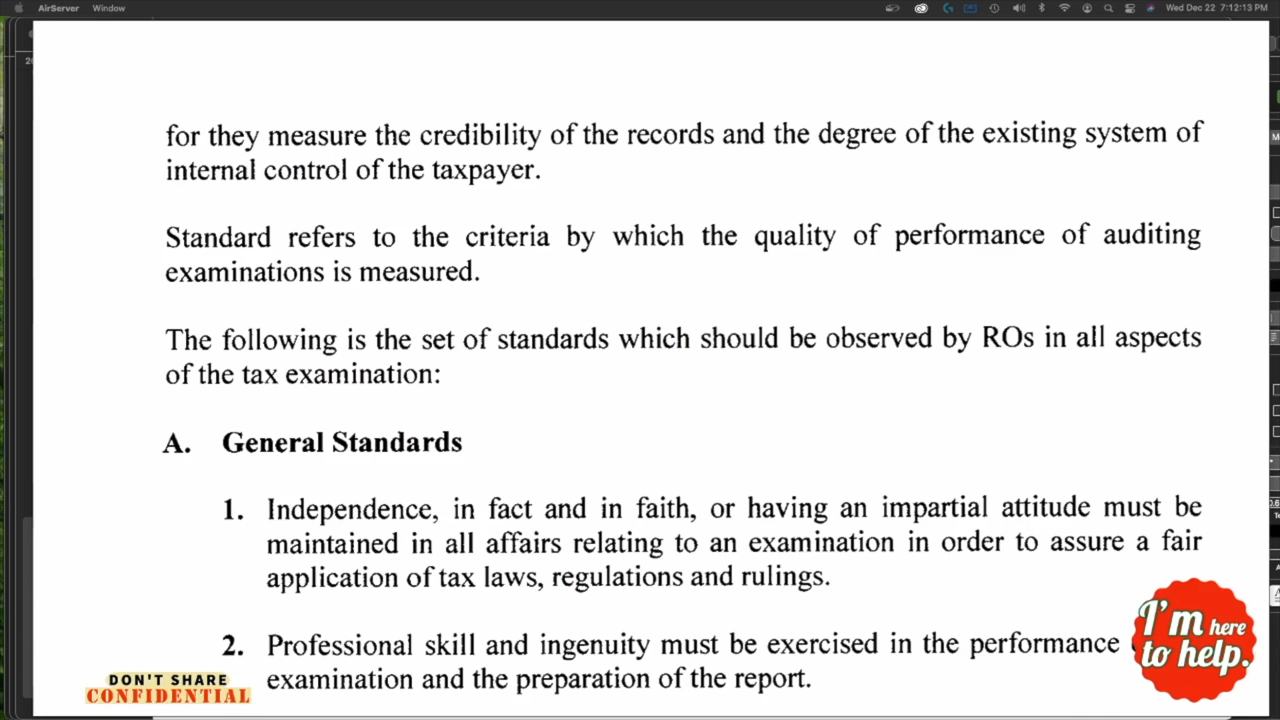 AirServer Window Wed Dec 22 7:12:13 PM
for they measure the credibility of the records and the degree of the existing system of
internal control of the taxpayer.
Standard refers to the criteria by which the quality of performance of auditing
examinations is measured.
The following is the set of standards which should be observed by ROs in all aspects
of the tax examination:
A. General Standards
1. Independence, in fact and in faith, or having an impartial attitude must be
maintained in all affairs relating to an examination in order to assure a fair
application of tax laws, regulations and rulings.
2. Professional skill and ingenuity must be exercised in the performance
examination and the preparation of the report.
I'm here
to help.
DON'T SHARE
CONFIDENTIAL